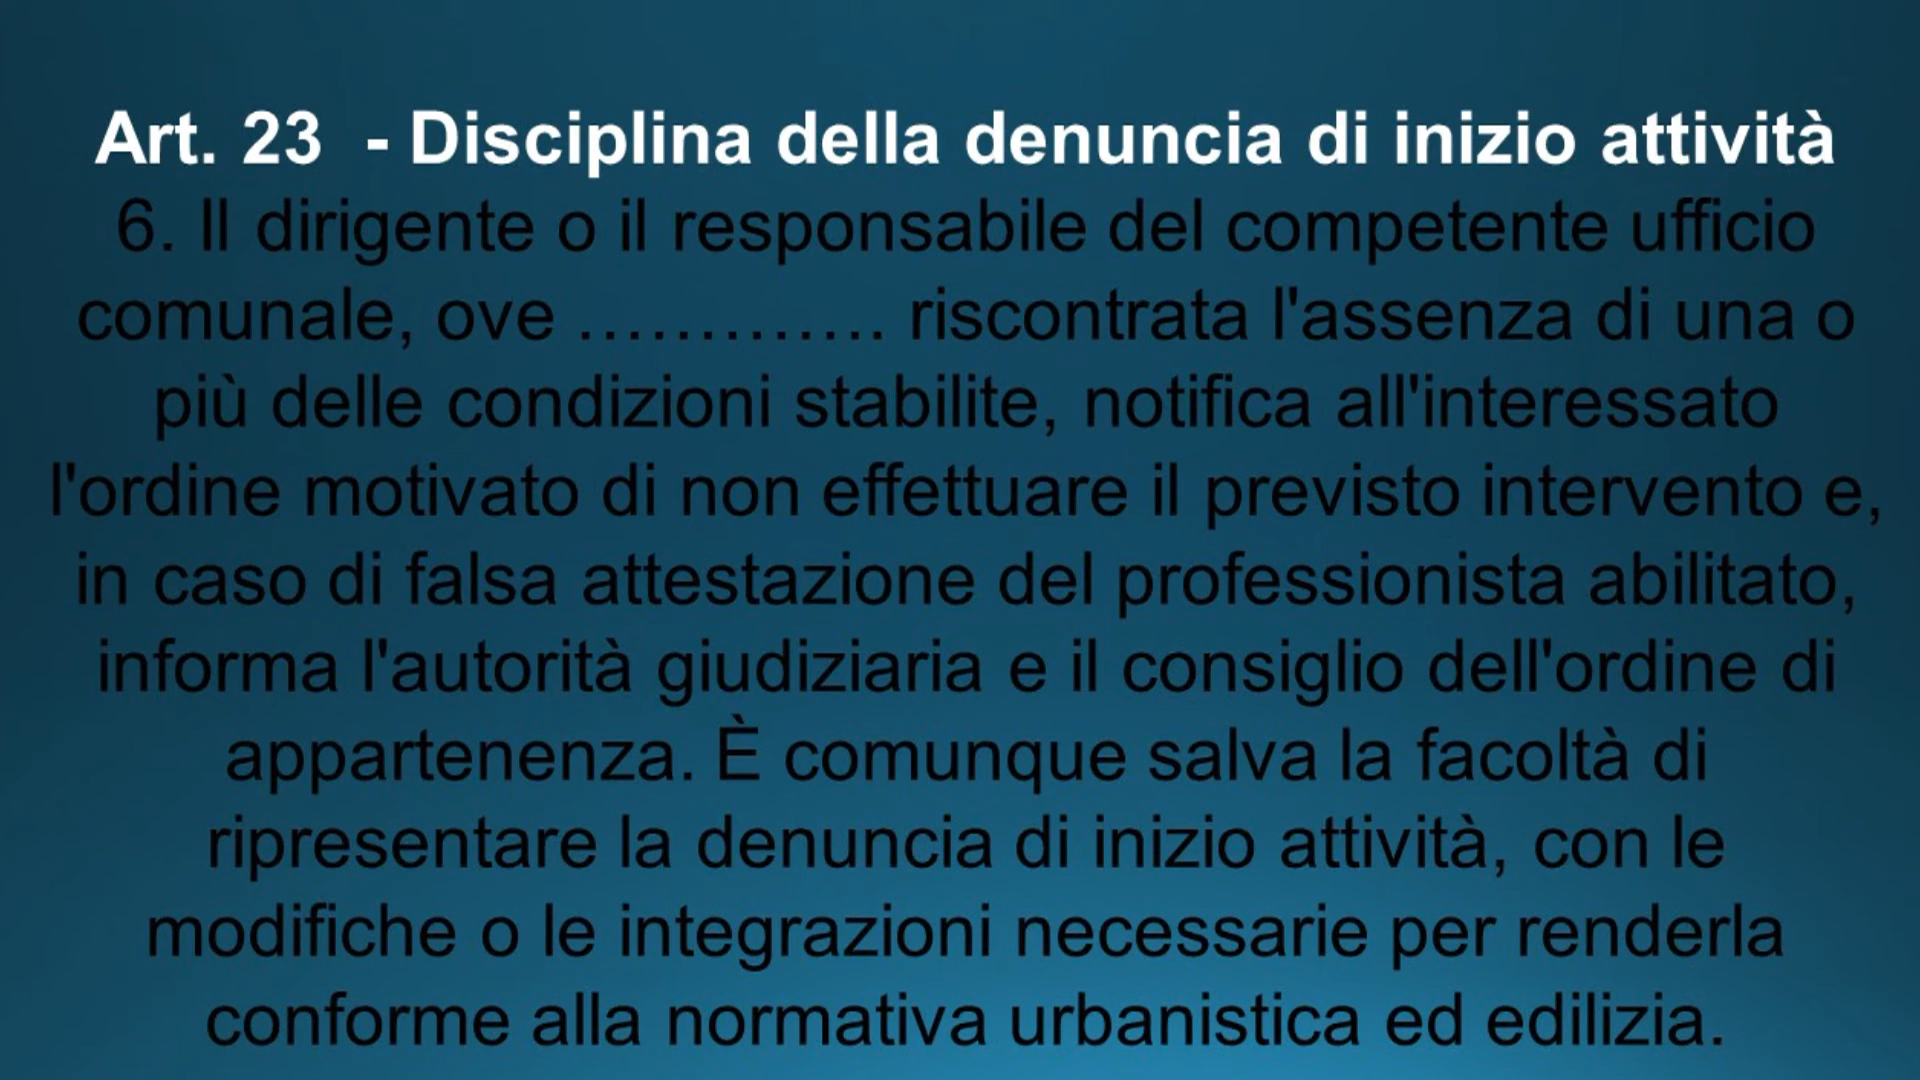 Art. 23 - Disciplina della denuncia di inizio attività
6. Il dirigente o il responsabile del competente ufficio
comunale, ove ………….  riscontrata l'assenza di una o
più delle condizioni stabilite, notifica all'interessato
l'ordine motivato di non effettuare il previsto intervento e,
in caso di falsa attestazione del professionista abilitato,
informa l'autorità giudiziaria e il consiglio dell'ordine di
appartenenza. È comunque salva la facoltà di
ripresentare la denuncia di inizio attività, con le
modifiche o le integrazioni necessarie per renderla
conforme alla normativa urbanistica ed edilizia.